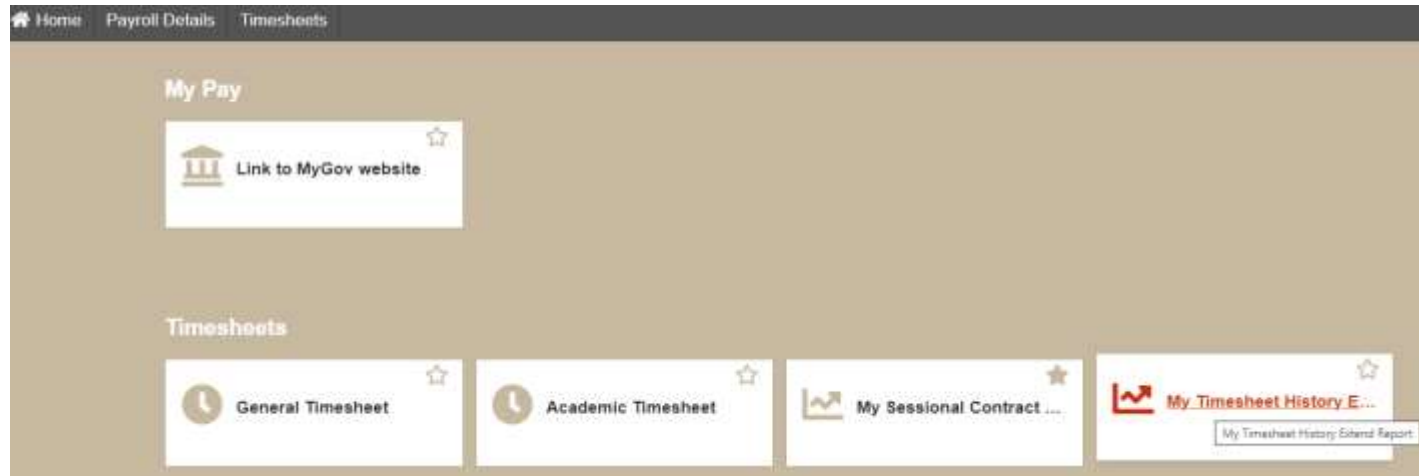 Home Payroll Details Timesheets
My Pay
Link to MyGov website
Timesheets
General Timesheet
Academic Timesheet
My Sessional Contract ...
My Timesheet History E...
My Timesheet History Extend Report